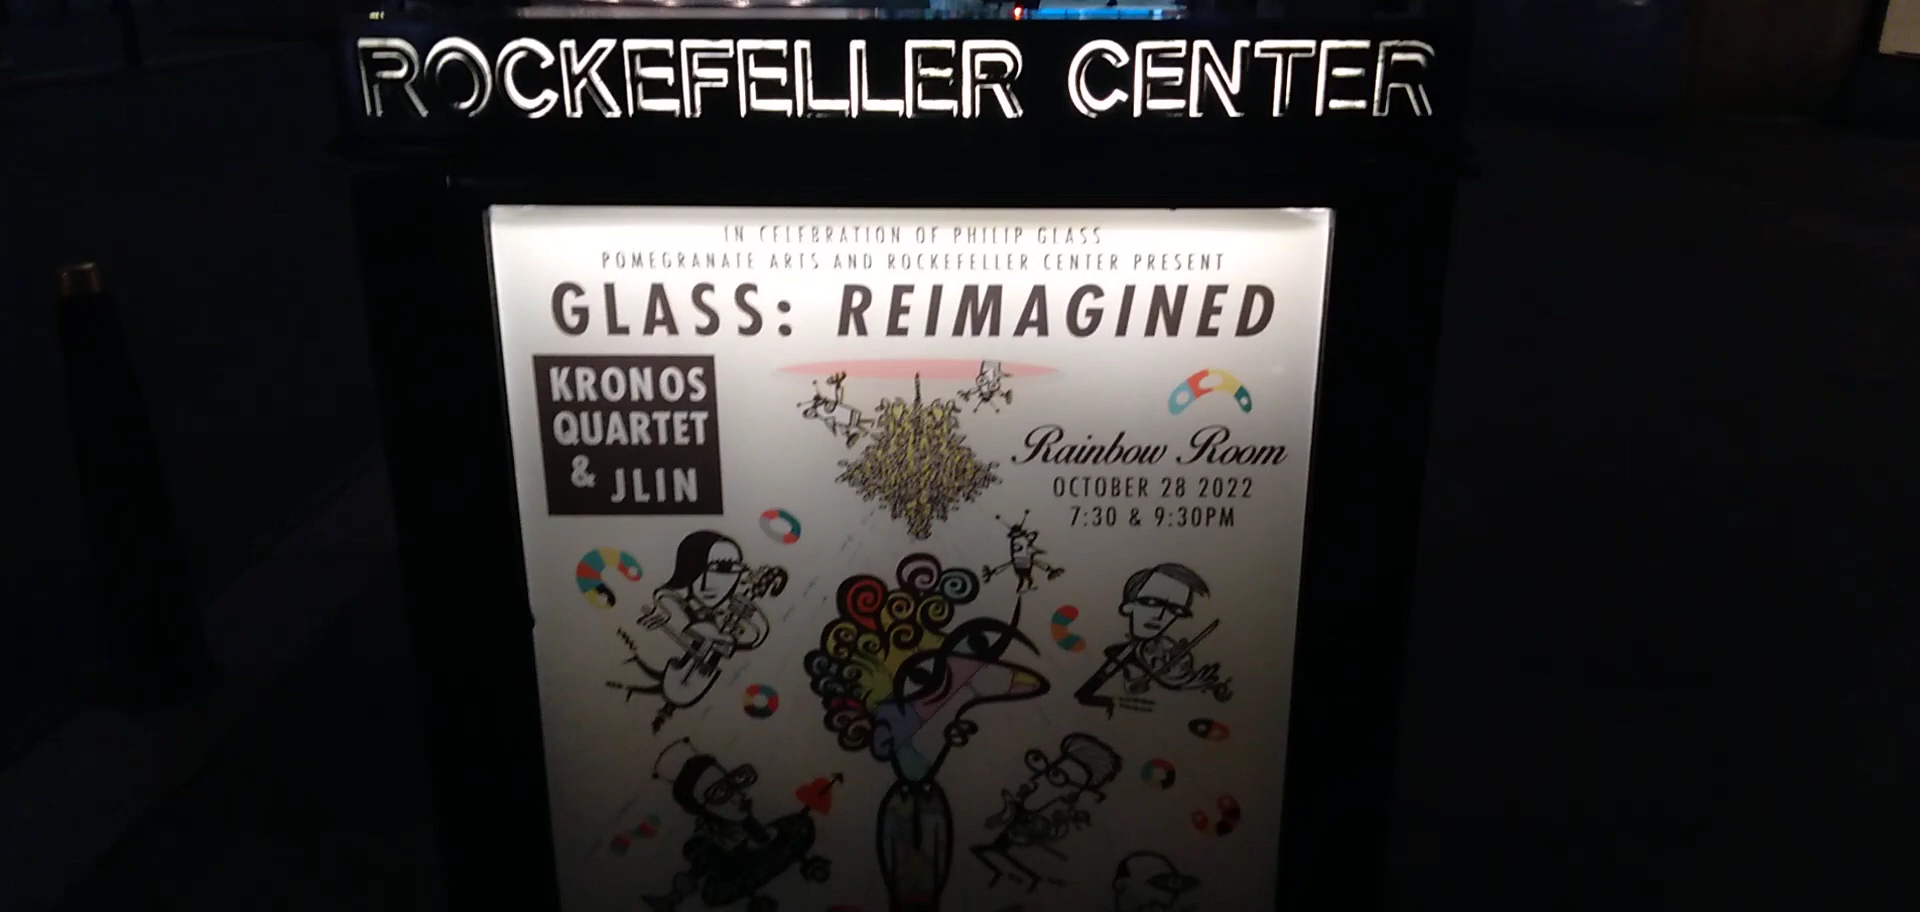 ROCKEFELLER CENTER
IN CELEBRATION OF PHILIP GLASS
POMEGRANATE ARTS AND ROCKEFELLER CENTER PRESENT
GLASS: REIMAGINED
KRONOS
QUARTET
& JLIN
Rainbow Room
OCTOBER 28 2022
7:30 & 9:30PM